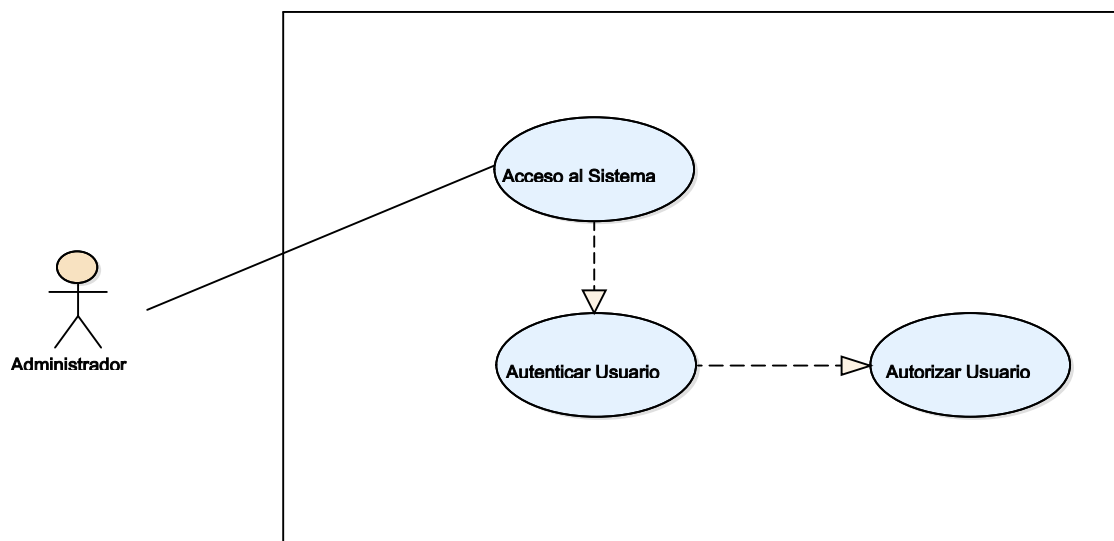 Acceso al Sistema
Administrador
Autenticar Usuario
Autorizar Usuario